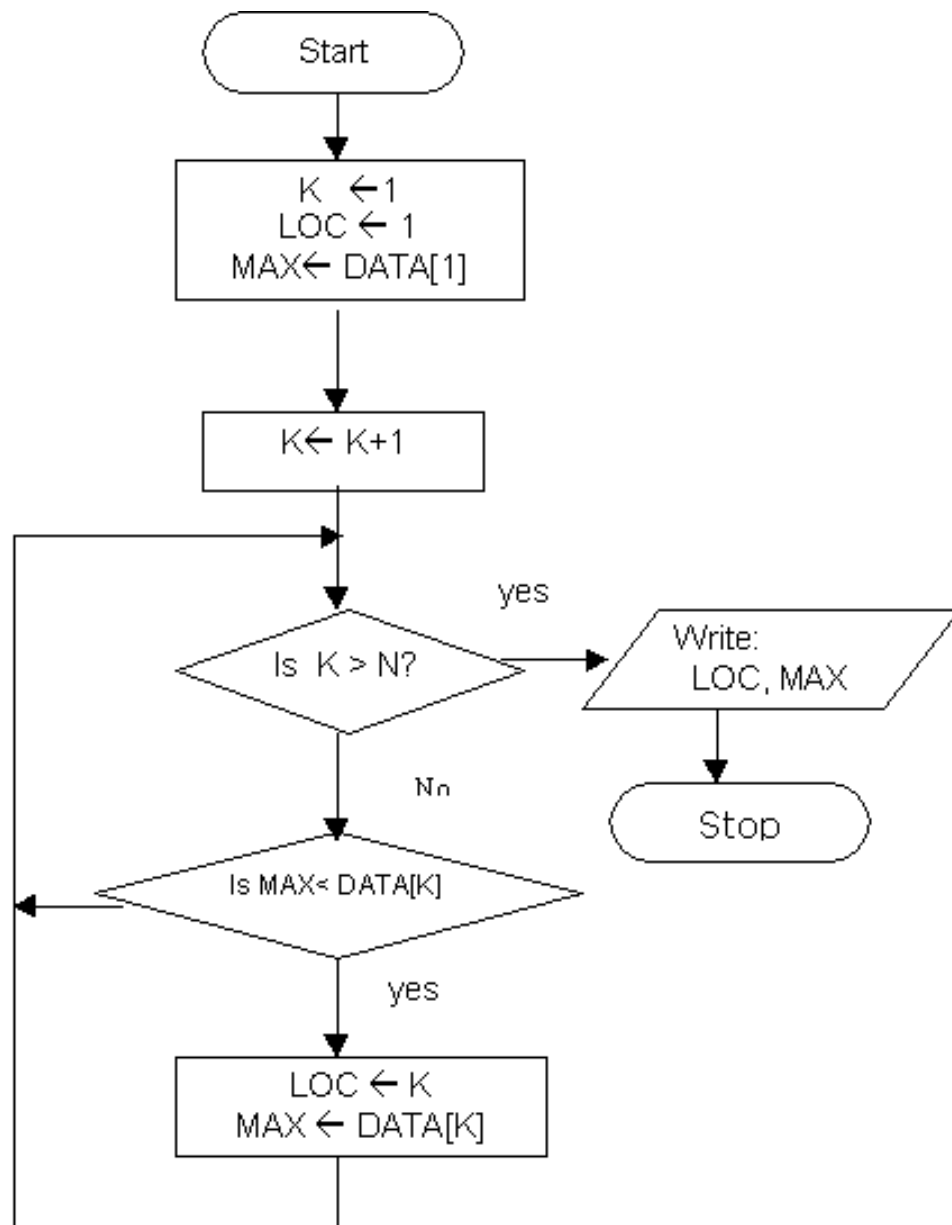 Start
K ←1
LOC ← 1
MAX← DATA[1]
K← K+1
yes
Is K > N?
Write:
LOC, MAX
No
Stop
Is MAX< DATA[K]
yes
LOC ← K
MAX ← DATA[K]